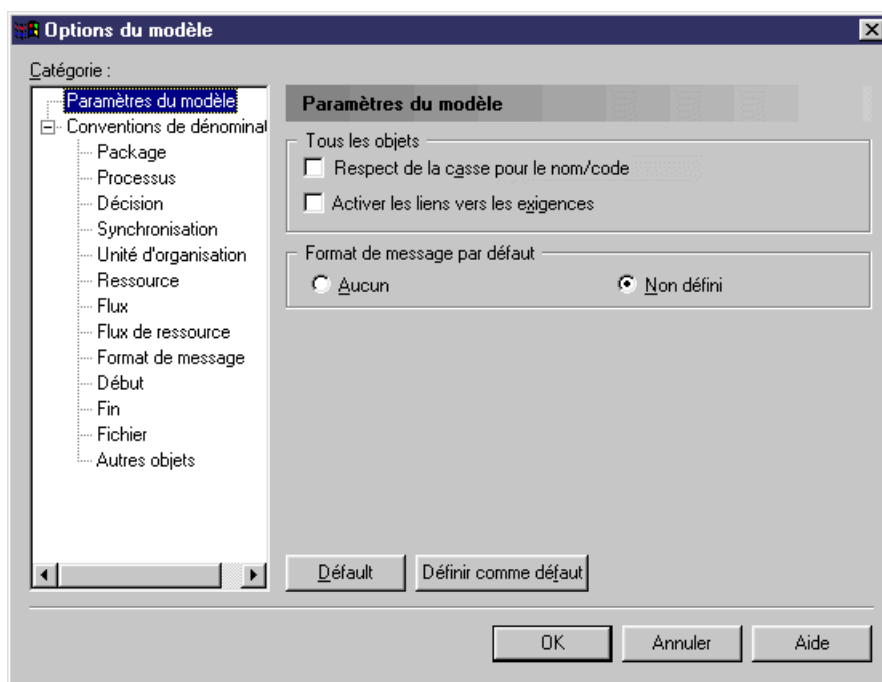 Options du modèle
Catégorie :
Paramètres du modèle
Conventions de dénominat
Package
Processus
Décision
Synchronisation
Unité d'organisation
Ressource
Flux
Flux de ressource
Format de message
Début
Fin
Fichier
Autres objets
Paramètres du modèle
Tous les objets
Respect de la casse pour le nom/code
Activer les liens vers les exigences
Format de message par défaut
Aucun Non défini
Défault Définir comme défaut
OK Annuler Aide